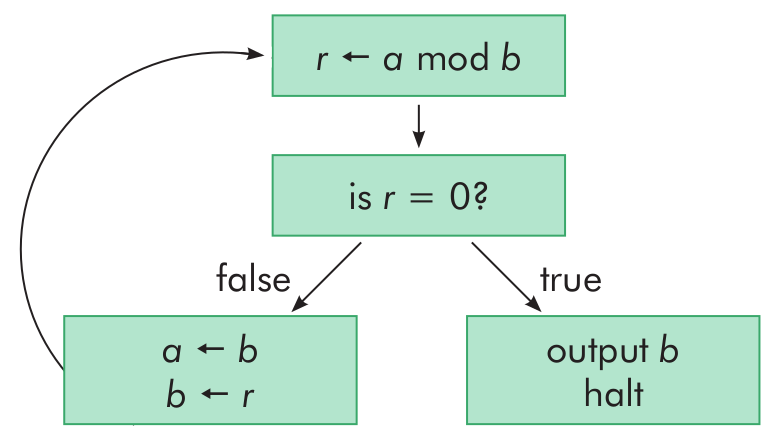 r ← a mod b
is r = 0?
false
true
a ← b
b ← r
output b
halt